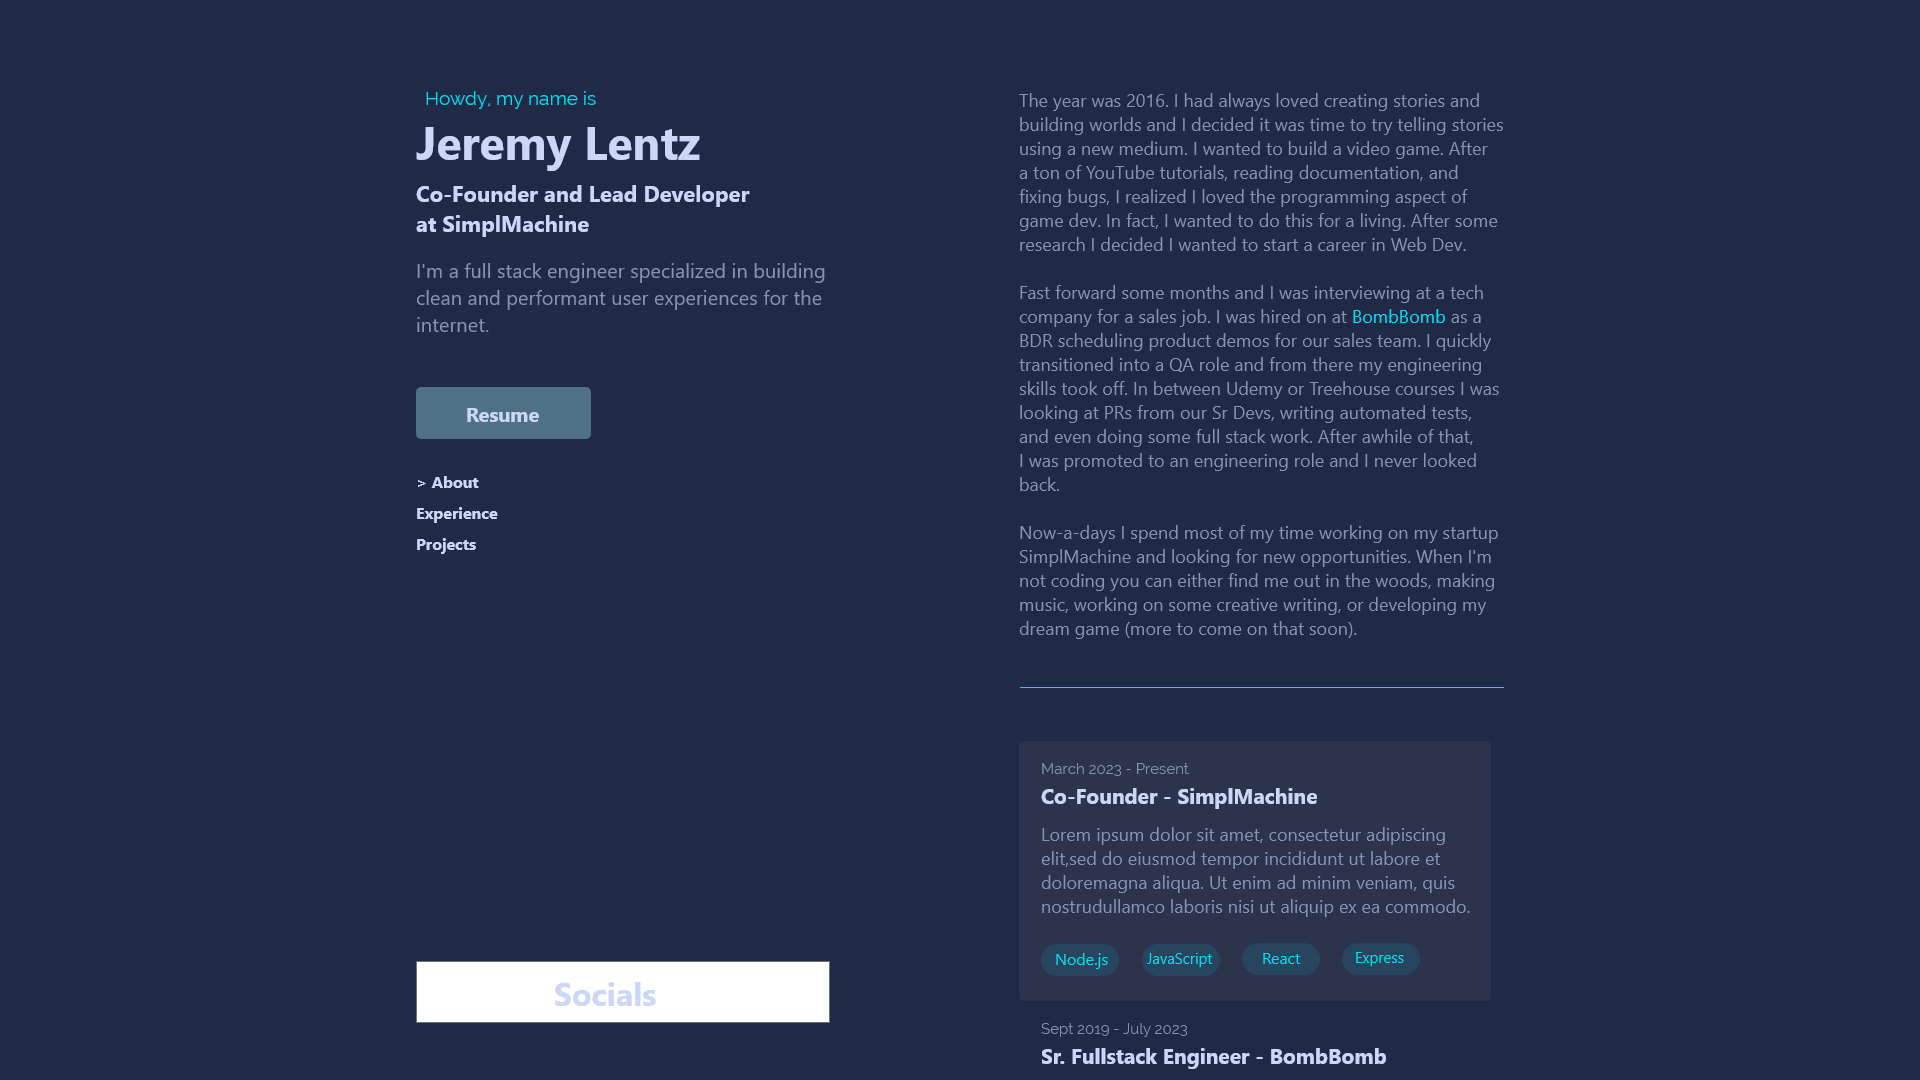 Howdy, my name is
Jeremy Lentz
Co-Founder and Lead Developer
at SimplMachine
I'm a full stack engineer specialized in building
clean and performant user experiences for the
internet.
Resume
> About
Experience
Projects
Socials
The year was 2016. I had always loved creating stories and
building worlds and I decided it was time to try telling stories
using a new medium. I wanted to build a video game. After
a ton of YouTube tutorials, reading documentation, and
fixing bugs, I realized I loved the programming aspect of
game dev. In fact, I wanted to do this for a living. After some
research I decided I wanted to start a career in Web Dev.
Fast forward some months and I was interviewing at a tech
company for a sales job. I was hired on at BombBomb as a
BDR scheduling product demos for our sales team. I quickly
transitioned into a QA role and from there my engineering
skills took off. In between Udemy or Treehouse courses I was
looking at PRs from our Sr Devs, writing automated tests,
and even doing some full stack work. After awhile of that,
I was promoted to an engineering role and I never looked
back.
Now-a-days I spend most of my time working on my startup
SimplMachine and looking for new opportunities. When I'm
not coding you can either find me out in the woods, making
music, working on some creative writing, or developing my
dream game (more to come on that soon).
March 2023 - Present
Co-Founder - SimplMachine
Lorem ipsum dolor sit amet, consectetur adipiscing
elit,sed do eiusmod tempor incididunt ut labore et
doloremagna aliqua. Ut enim ad minim veniam, quis
nostrudullamco laboris nisi ut aliquip ex ea commodo.
Node.js JavaScript React Express
Sept 2019 - July 2023
Sr. Fullstack Engineer - BombBomb